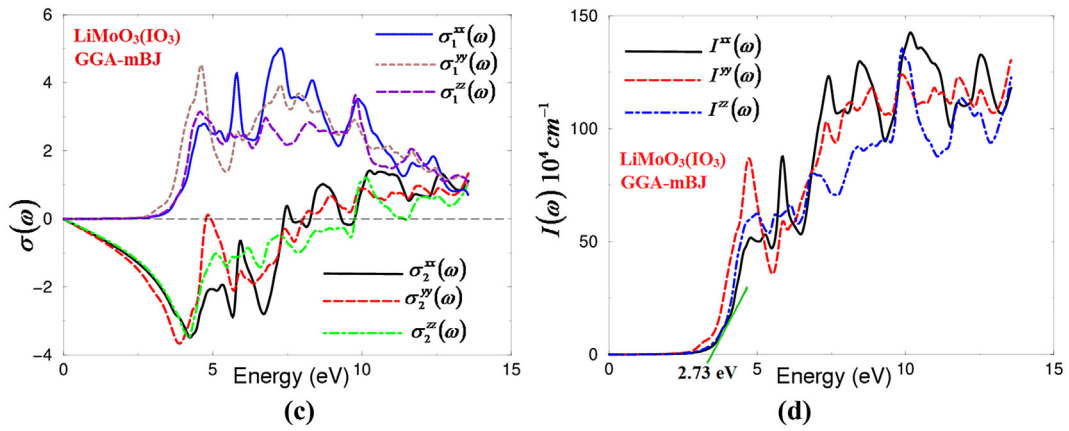 LiMoO₃(IO₃)
GGA-mBJ
σ₁ˣˣ(ω)
σ₁ʸʸ(ω)
σ₁ᶻᶻ(ω)
6
4
2
0
−2
−4
σ(ω)
σ₂ˣˣ(ω)
σ₂ʸʸ(ω)
σ₂ᶻᶻ(ω)
0 5 10 15
Energy (eV)
(c)
Iˣˣ(ω)
Iʸʸ(ω)
Iᶻᶻ(ω)
150
100
50
0
I(ω) 10⁴ cm⁻¹
LiMoO₃(IO₃)
GGA-mBJ
0 5 10 15
2.73 eV
Energy (eV)
(d)